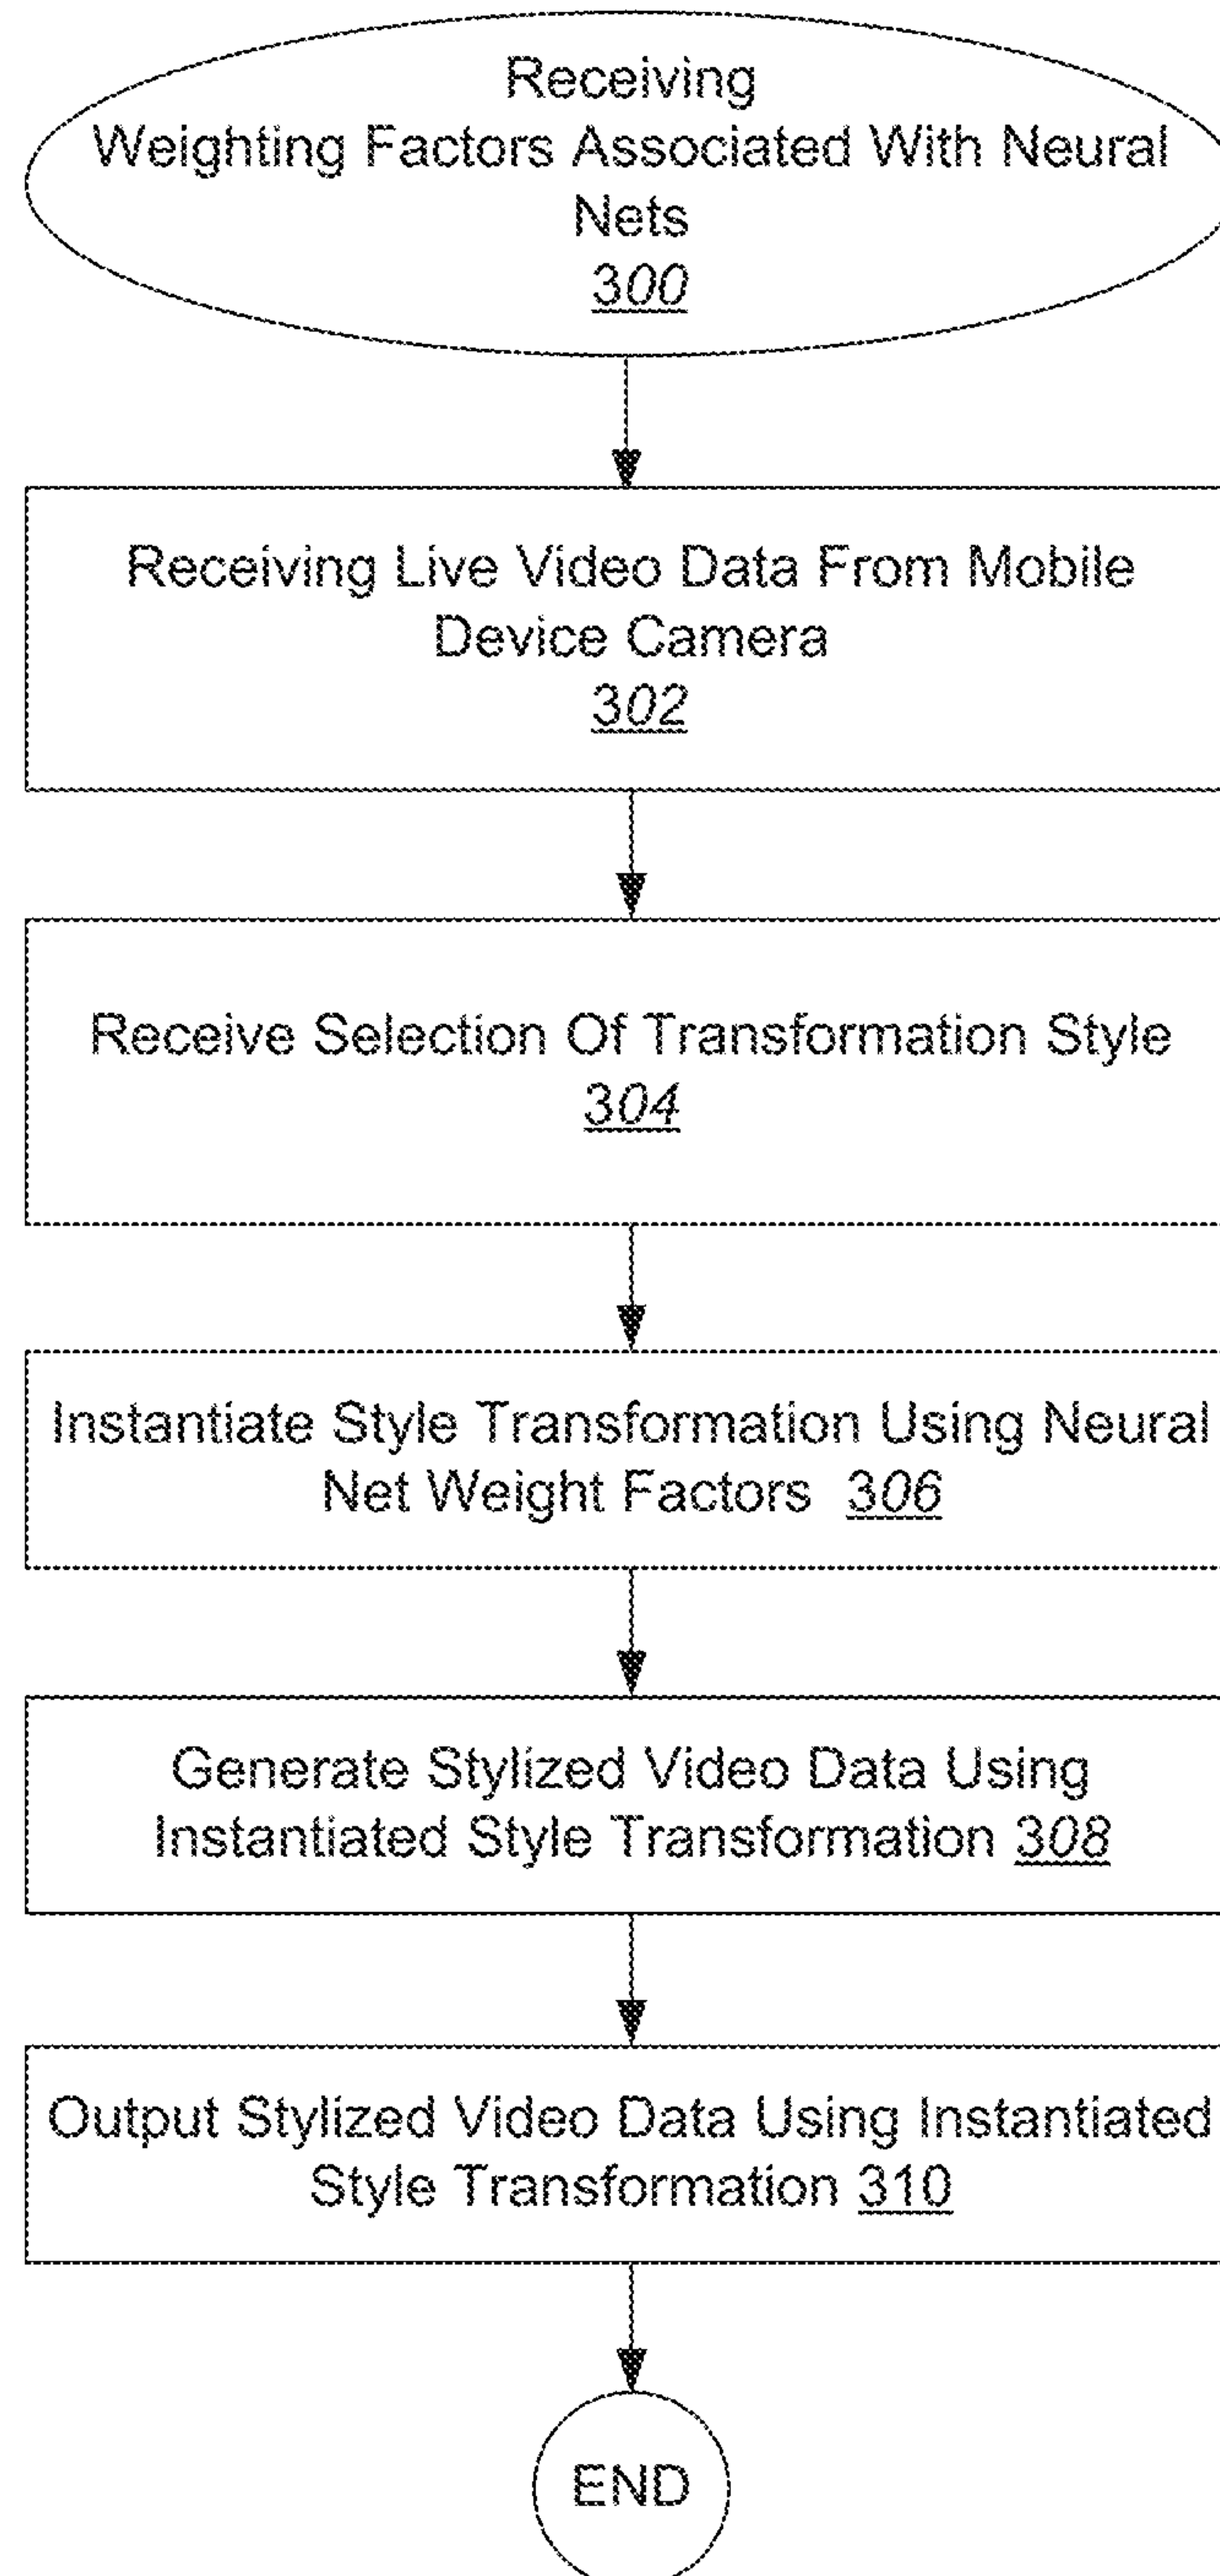 Receiving
Weighting Factors Associated With Neural
Nets
300
Receiving Live Video Data From Mobile
Device Camera
302
Receive Selection Of Transformation Style
304
Instantiate Style Transformation Using Neural
Net Weight Factors 306
Generate Stylized Video Data Using
Instantiated Style Transformation 308
Output Stylized Video Data Using Instantiated
Style Transformation 310
END